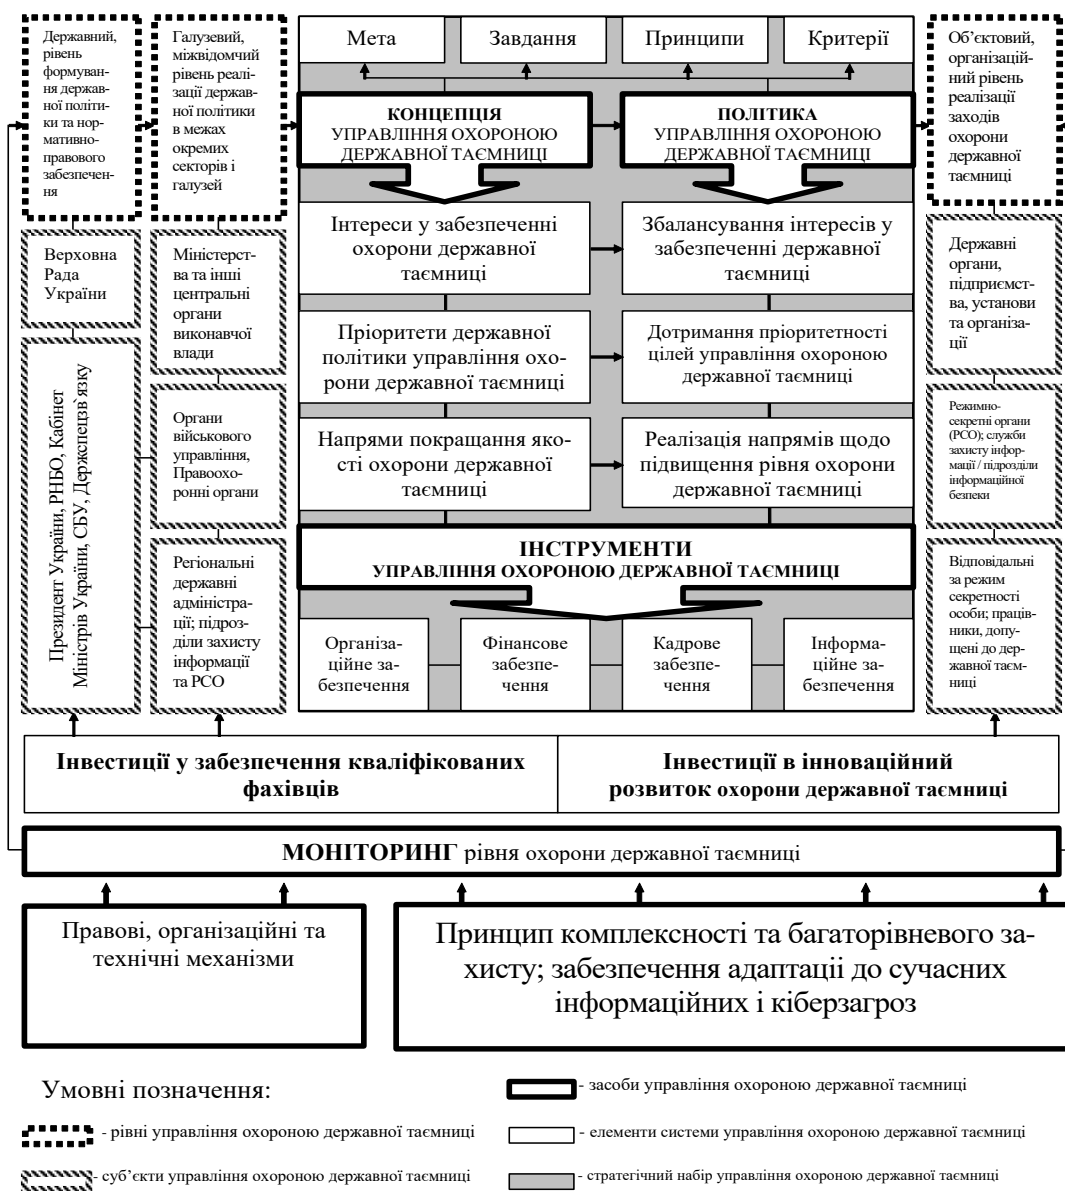 Державний,
рівень
формуван-
ня держав-
ної політи-
ки та нор-
мативно-
правового
забезпечен-
ня
Верховна
Рада
України
Президент України, РНБО, Кабінет
Міністрів України, СБУ, Держспецзв`язку
Галузевий,
міжвідомчий
рівень реалі-
зації держав-
ної політики
в межах
окремих
секторів і
галузей
Міністерст-
ва та інші
центральні
органи
виконавчої
влади
Органи
військового
управління,
Правоохо-
ронні органи
Регіональні
державні
адміністра-
ції; підроз-
діли захисту
інформації
та РСО
Мета
Завдання
Принципи
Критерії
КОНЦЕПЦІЯ
УПРАВЛІННЯ ОХОРОНОЮ
ДЕРЖАВНОЇ ТАЄМНИЦІ
ПОЛІТИКА
УПРАВЛІННЯ ОХОРОНОЮ
ДЕРЖАВНОЇ ТАЄМНИЦІ
Інтереси у забезпеченні
охорони державної
таємниці
Збалансування інтересів у
забезпеченні державної
таємниці
Пріоритети державної
політики управління охо-
рони державної таємниці
Дотримання пріоритетності
цілей управління охороною
державної таємниці
Напрями покращання яко-
сті охорони державної
таємниці
Реалізація напрямів щодо
підвищення рівня охорони
державної таємниці
ІНСТРУМЕНТИ
УПРАВЛІННЯ ОХОРОНОЮ ДЕРЖАВНОЇ ТАЄМНИЦІ
Організа-
ційне за-
безпечення
Фінансове
забезпе-
чення
Кадрове
забезпе-
чення
Інформа-
ційне за-
безпечення
Об’єктовий,
організацій-
ний рівень
реалізації
заходів
охорони
державної
таємниці
Державні
органи,
підприємст-
ва, установи
та організа-
ції
Режимно-
секретні органи
(РСО); служби
захисту інфор-
мації / підрозділи
інформаційної
безпеки
Відповідальні
за режим
секретності
особи; праців-
ники, допу-
щені до дер-
жавної таєм-
ниці
Інвестиції у забезпечення кваліфікованих
фахівців
Інвестиції в інноваційний
розвиток охорони державної таємниці
МОНІТОРИНГ рівня охорони державної таємниці
Правові, організаційні та
технічні механізми
Принцип комплексності та багаторівневого за-
хисту; забезпечення адаптації до сучасних
інформаційних і кіберзагроз
Умовні позначення:
- засоби управління охороною державної таємниці
- рівні управління охороною державної таємниці
- елементи системи управління охороною державної таємниці
- суб’єкти управління охороною державної таємниці
- стратегічний набір управління охороною державної таємниці